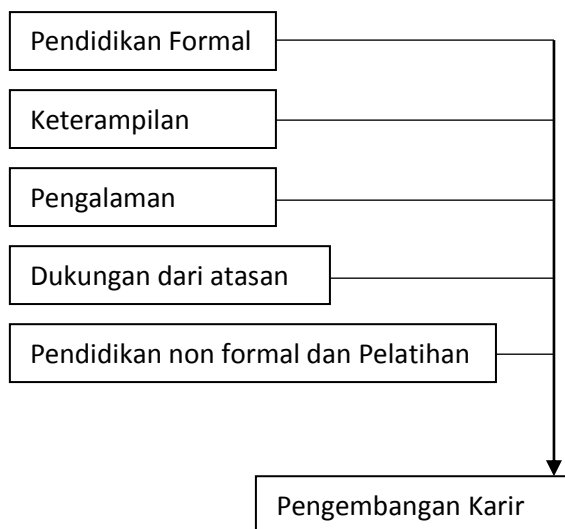 Pendidikan Formal
Keterampilan
Pengalaman
Dukungan dari atasan
Pendidikan non formal dan Pelatihan
Pengembangan Karir